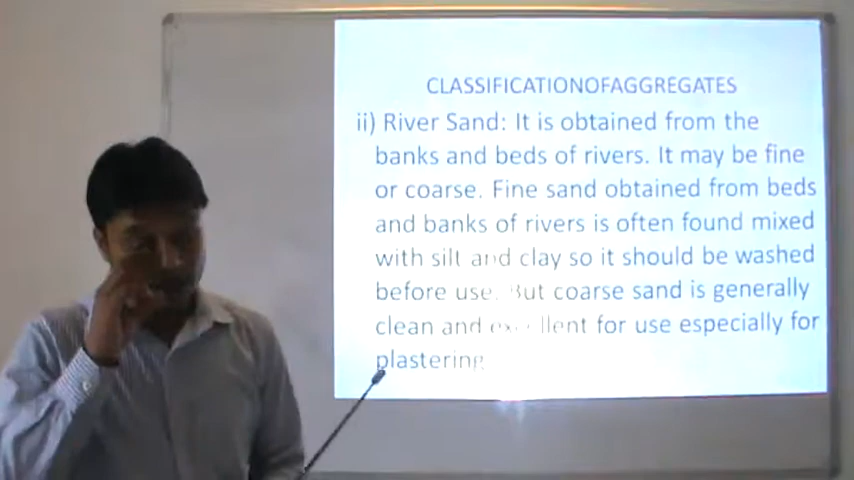 CLASSIFICATIONOFAGGREGATES
ii) River Sand: It is obtained from the
banks and beds of rivers. It may be fine
or coarse. Fine sand obtained from beds
and banks of rivers is often found mixed
with silt and clay so it should be washed
before use. But coarse sand is generally
clean and excellent for use especially for
plastering